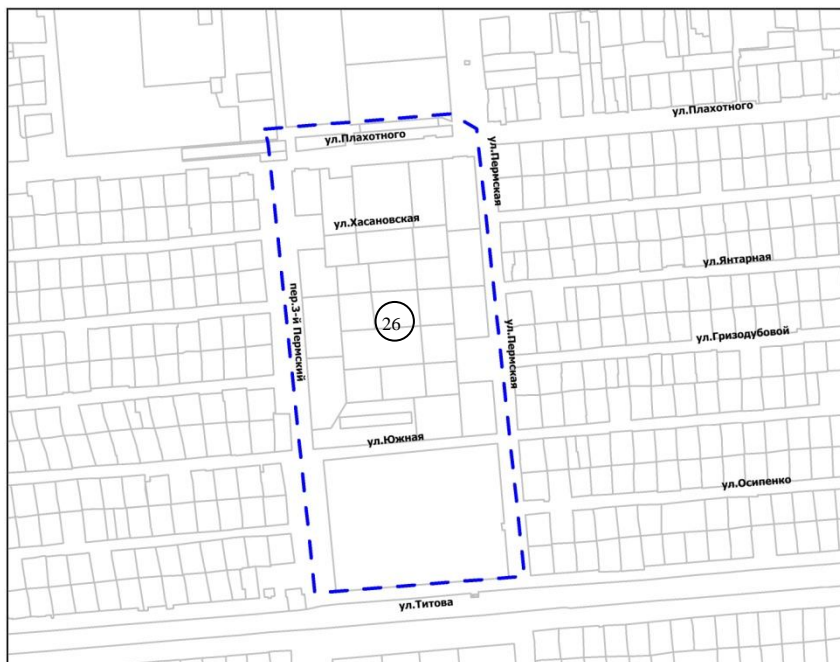 ул.Плахотного
ул.Плахотного
ул.Пермская
ул.Хасановская
ул.Янтарная
пер.3-й Пермский
26
ул.Пермская
ул.Гризодубовой
ул.Южная
ул.Осипенко
ул.Титова